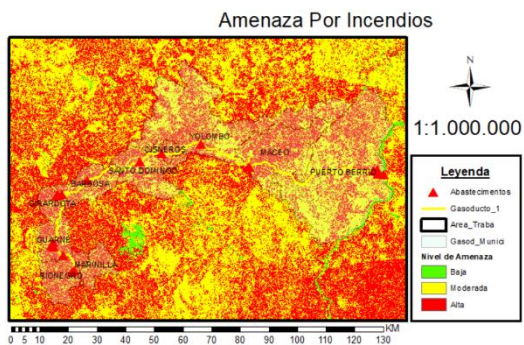 Amenaza Por Incendios
N
1:1.000.000
YOLOMBO
CISNEROS
MACEO
SANTO DOMINGO
PUERTO BERRIO
BARBOSA
GIRARDOTA
GUARNE
MARINILLA
RIONEGRO
Leyenda
Abastecimentos
Gasoducto_1
Area_Traba
Gasod_Munici
Nivel de Amenaza
Baja
Moderada
Alta
0 5 10 20 30 40 50 60 70 80 90 100 110 120 130 KM